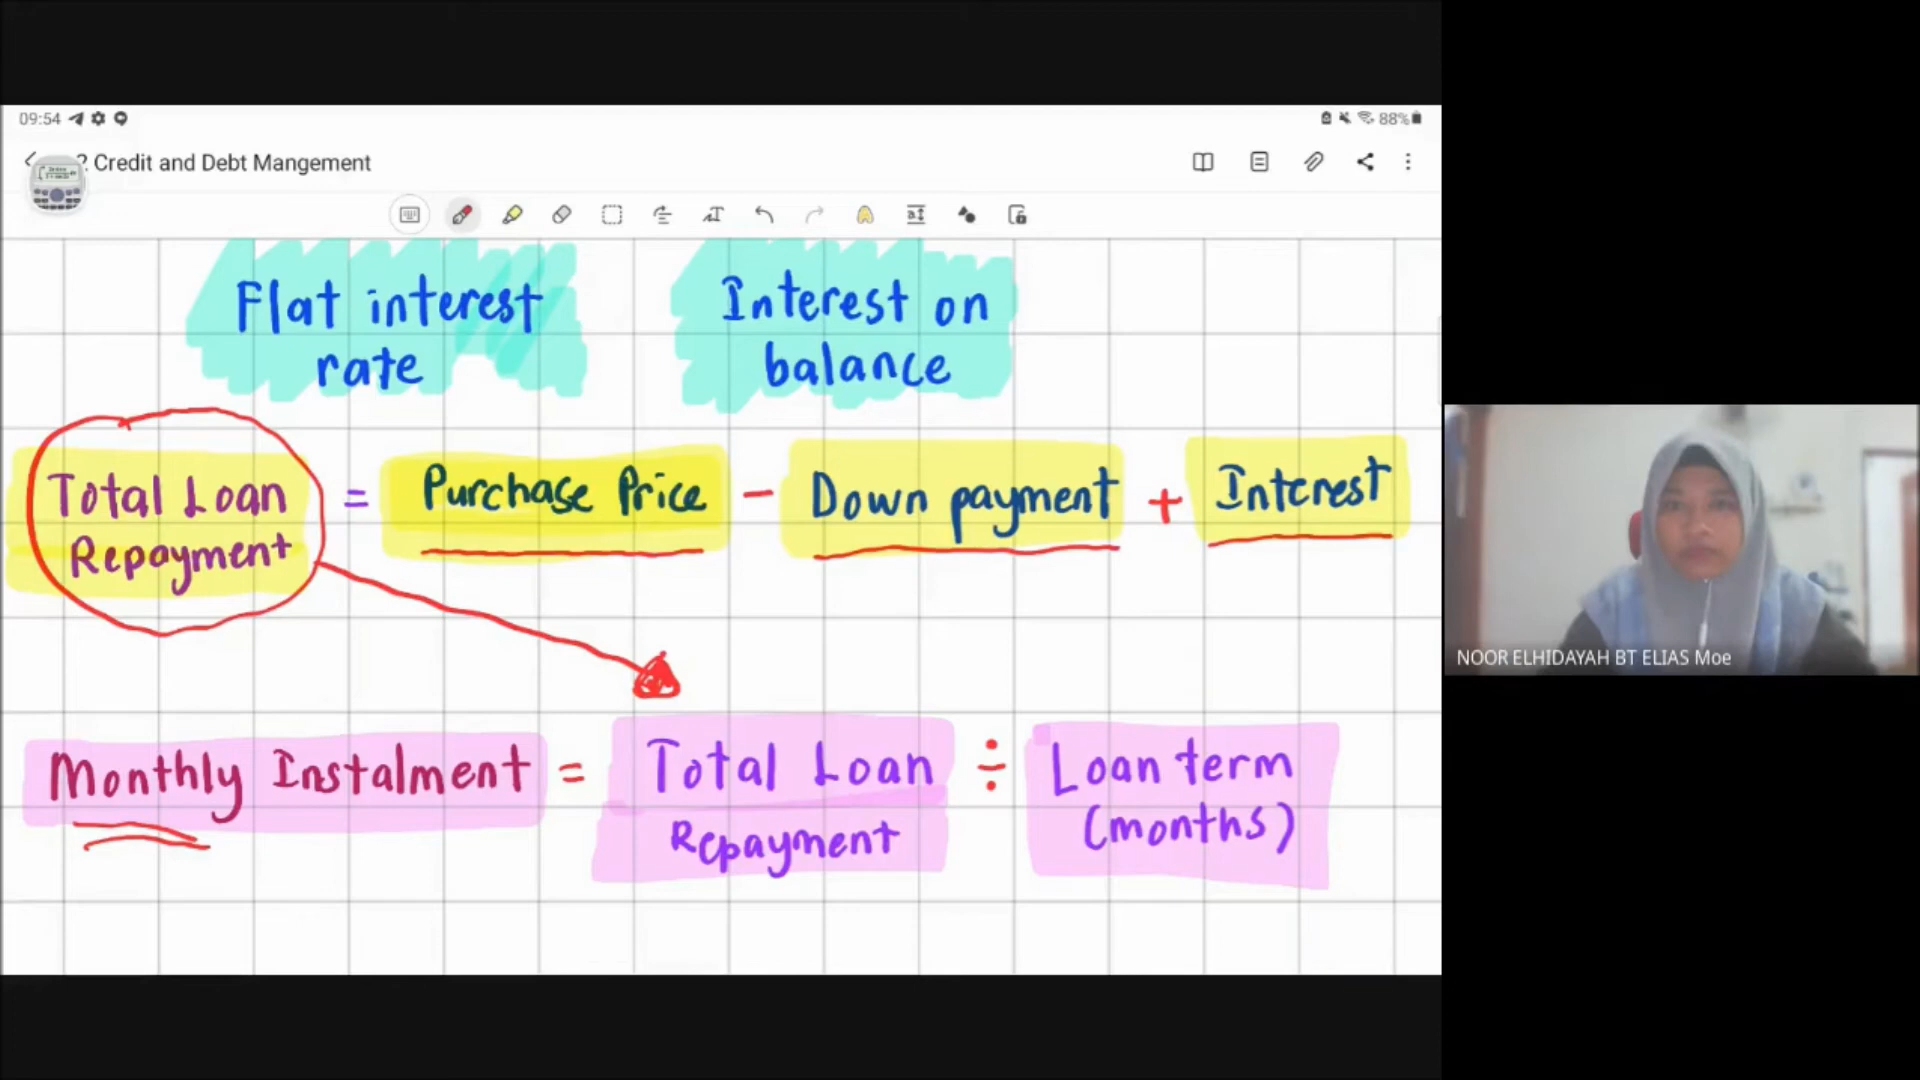 09:54
88%
2 Credit and Debt Mangement
Flat interest
rate
Interest on
balance
Total Loan
Repayment
= Purchase Price - Down payment + Interest
Monthly Instalment = Total Loan
Repayment
÷ Loan term
(months)
NOOR ELHIDAYAH BT ELIAS Moe